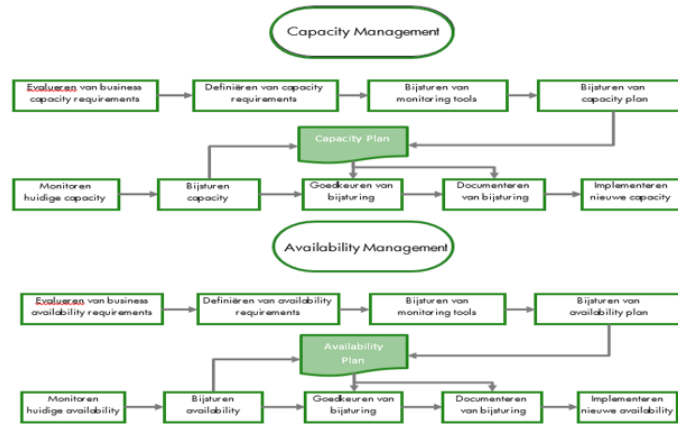 Capacity Management
Evalueren van business
capacity requirements
Definiëren van capacity
requirements
Bijsturen van
monitoring tools
Bijsturen van
capacity plan
Capacity Plan
Monitoren
huidige capacity
Bijsturen
capacity
Goedkeuren van
bijsturing
Documenteren
van bijsturing
Implementeren
nieuwe capacity
Availability Management
Evalueren van business
availability requirements
Definiëren van availability
requirements
Bijsturen van
monitoring tools
Bijsturen van
availability plan
Availability
Plan
Monitoren
huidige availability
Bijsturen
availability
Goedkeuren van
bijsturing
Documenteren
van bijsturing
Implementeren
nieuwe availability